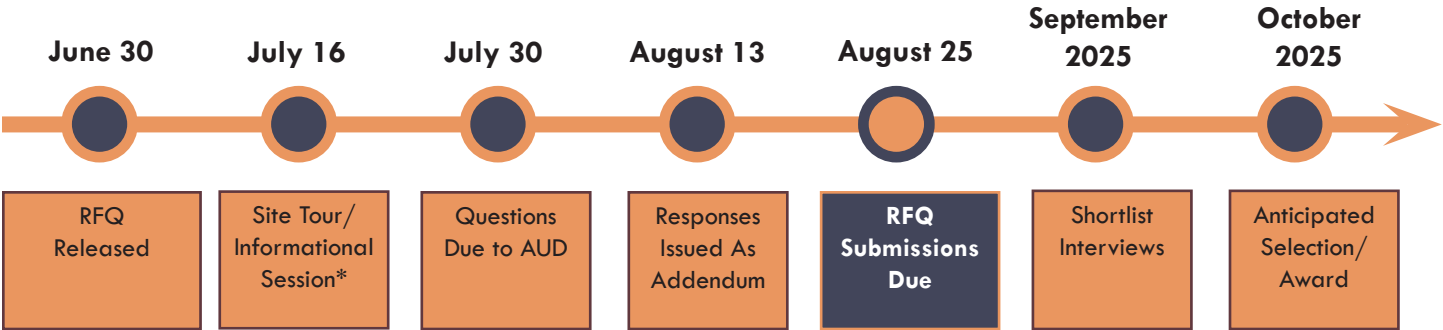 June 30
July 16
July 30
August 13
August 25
September
2025
October
2025
RFQ
Released
Site Tour/
Informational
Session*
Questions
Due to AUD
Responses
Issued As
Addendum
RFQ
Submissions
Due
Shortlist
Interviews
Anticipated
Selection/
Award